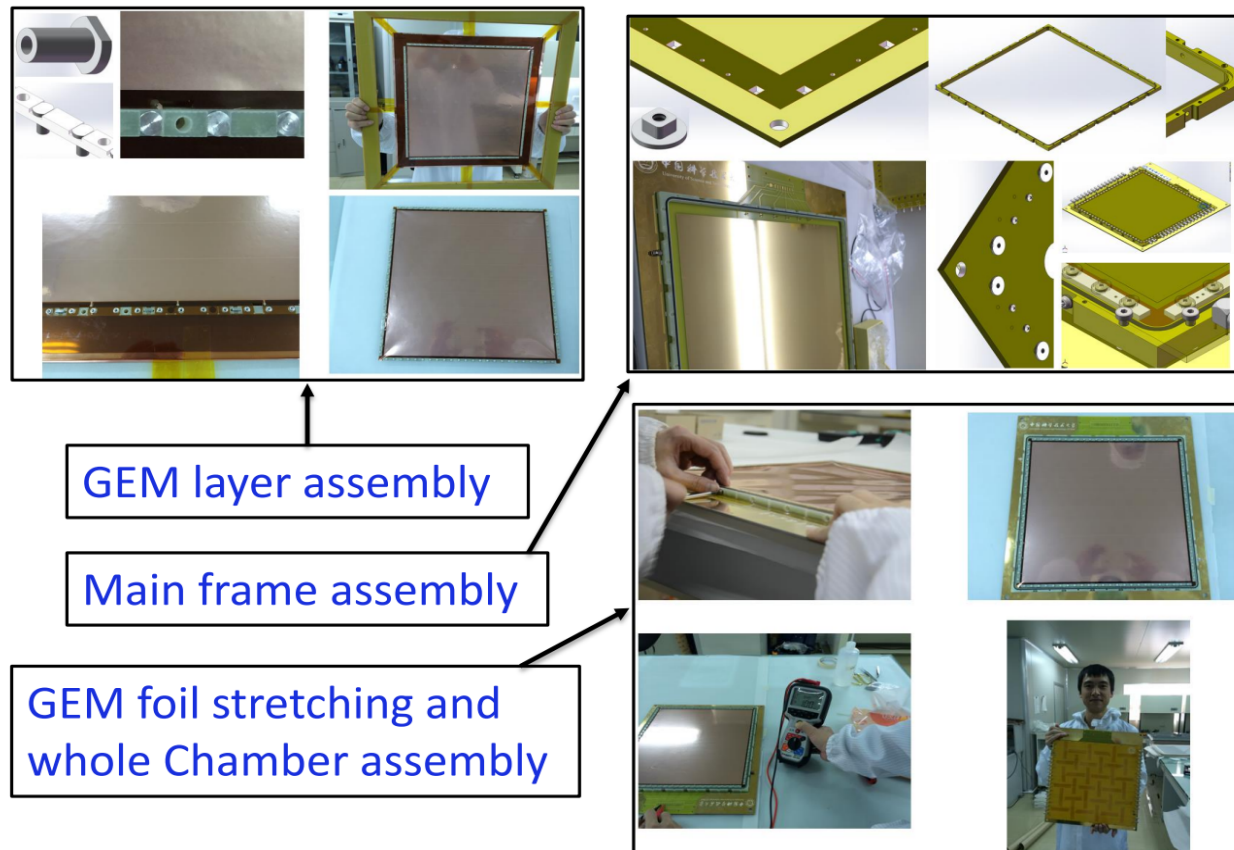 GEM layer assembly
Main frame assembly
GEM foil stretching and
whole Chamber assembly